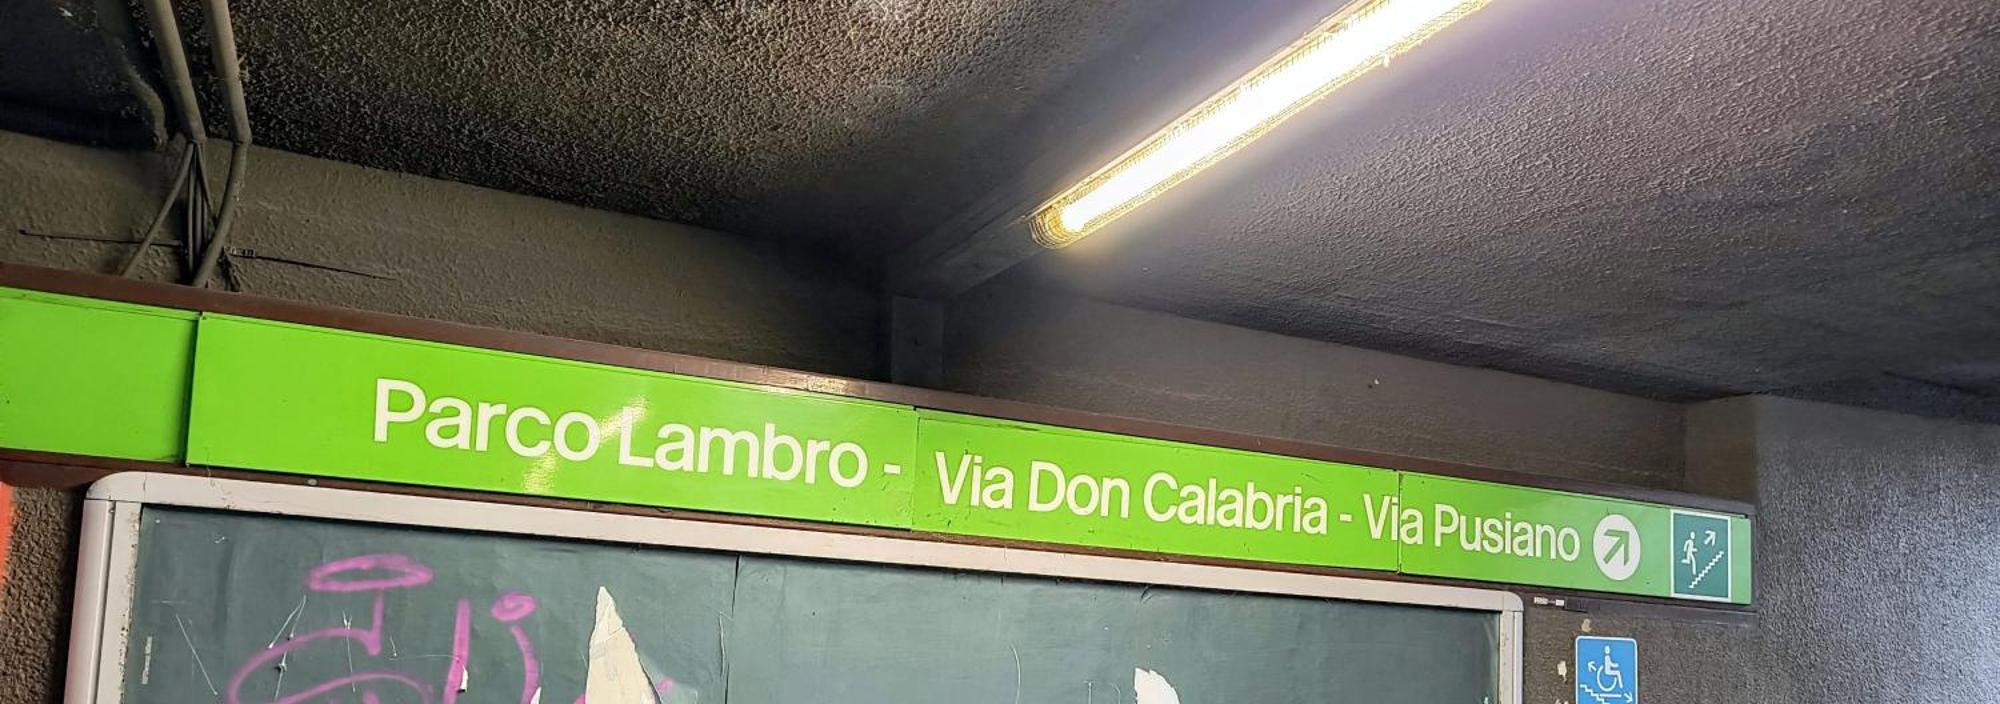 Parco Lambro - Via Don Calabria - Via Pusiano